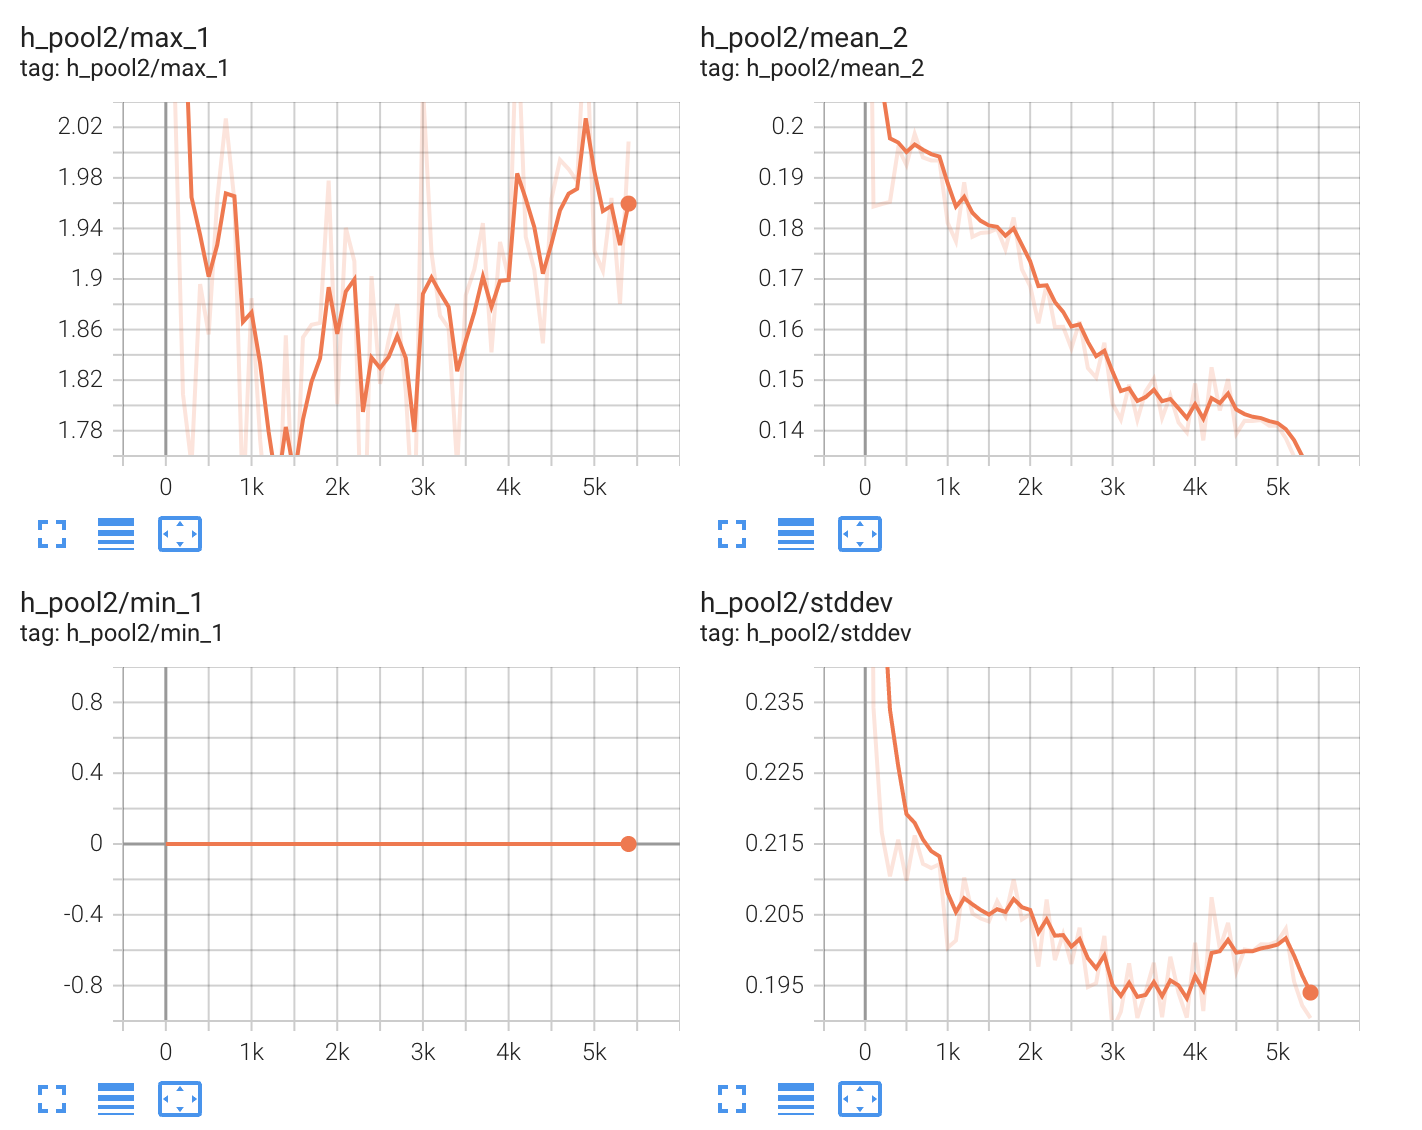 h_pool2/max_1
tag: h_pool2/max_1
2.02
1.98
1.94
1.9
1.86
1.82
1.78
0 1k 2k 3k 4k 5k
h_pool2/mean_2
tag: h_pool2/mean_2
0.2
0.19
0.18
0.17
0.16
0.15
0.14
0 1k 2k 3k 4k 5k
h_pool2/min_1
tag: h_pool2/min_1
0.8
0.4
0
-0.4
-0.8
0 1k 2k 3k 4k 5k
h_pool2/stddev
tag: h_pool2/stddev
0.235
0.225
0.215
0.205
0.195
0 1k 2k 3k 4k 5k